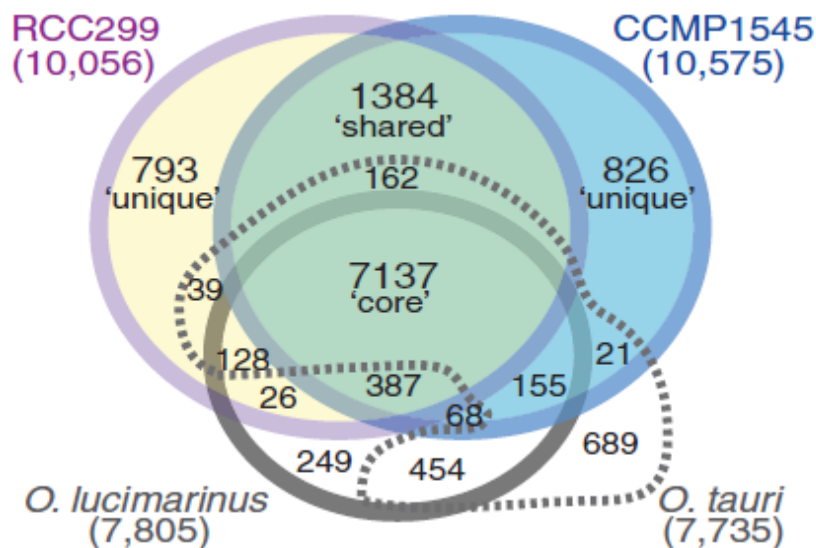 RCC299
(10,056)
CCMP1545
(10,575)
1384
‘shared’
793
‘unique’
826
‘unique’
162
7137
‘core’
39
128
26
387
68
155
21
249
454
689
O. lucimarinus
(7,805)
O. tauri
(7,735)